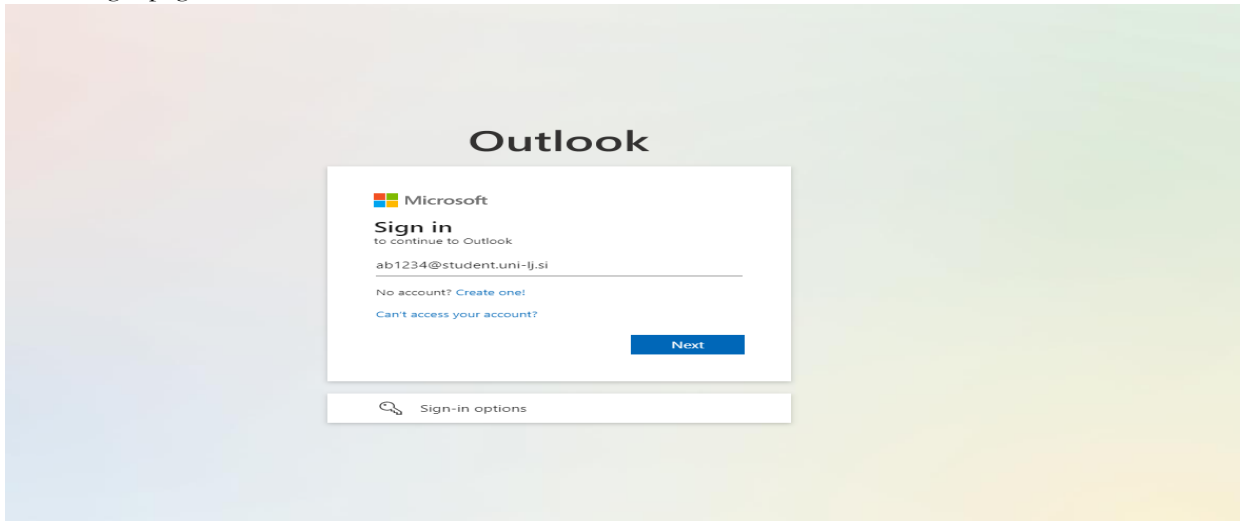 Outlook
Microsoft
Sign in
to continue to Outlook
ab1234@student.uni-lj.si
No account? Create one!
Can't access your account?
Next
Sign-in options